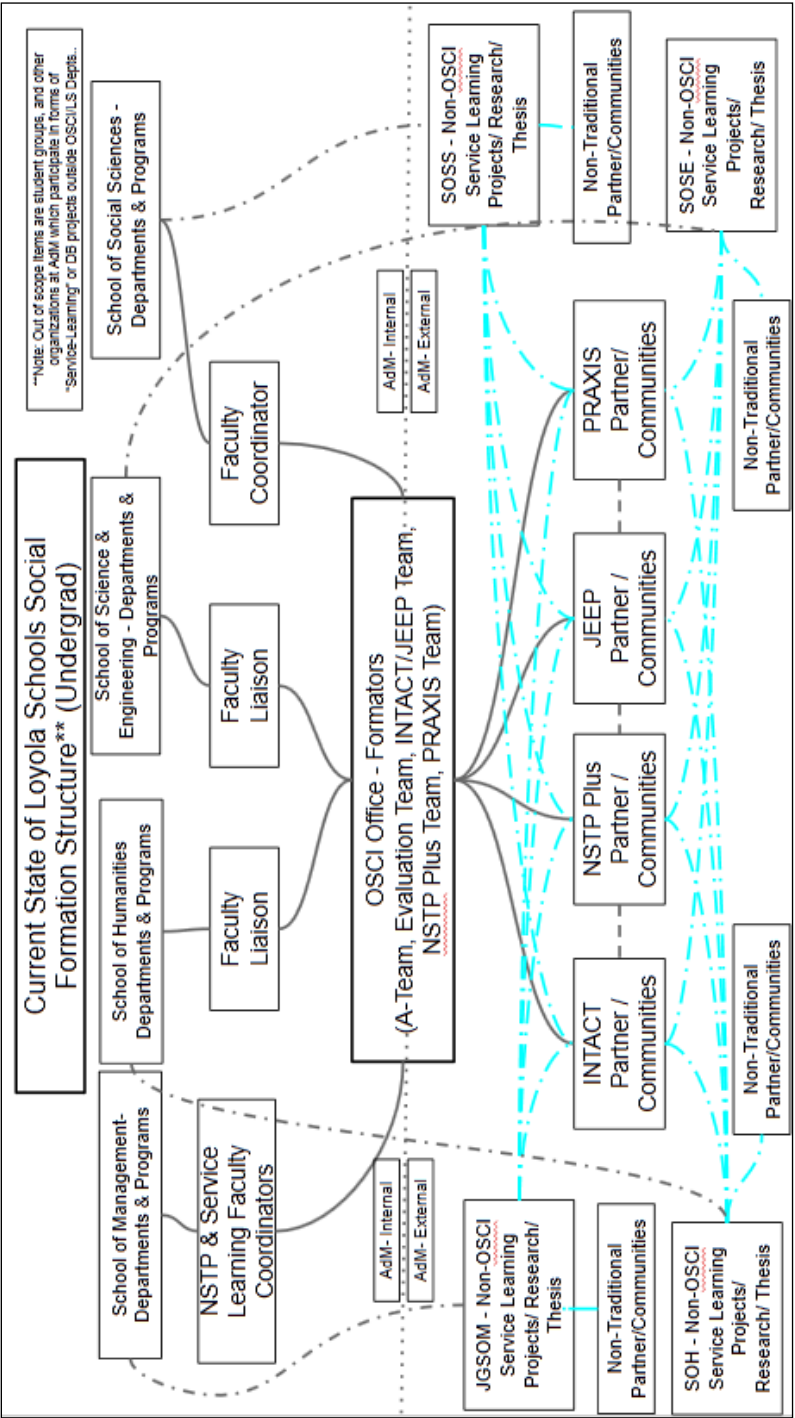 Current State of Loyola Schools Social
Formation Structure** (Undergrad)
**Note: Out of scope items are student groups, and other
organizations at AdM which participate in forms of
"Service-Learning" or DB projects outside OSCI/LS Depts..
School of Management-
Departments & Programs
School of Humanities
Departments & Programs
School of Science &
Engineering - Departments &
Programs
School of Social Sciences -
Departments & Programs
NSTP & Service
Learning Faculty
Coordinators
Faculty
Liaison
Faculty
Liaison
Faculty
Coordinator
OSCI Office - Formators
(A-Team, Evaluation Team, INTACT/JEEP Team,
NSTP Plus Team, PRAXIS Team)
AdM- Internal
AdM- External
AdM- Internal
AdM- External
JGSOM - Non-OSCI
Service Learning
Projects/ Research/
Thesis
SOSS - Non-OSCI
Service Learning
Projects/ Research/
Thesis
Non-Traditional
Partner/Communities
INTACT
Partner /
Communities
NSTP Plus
Partner /
Communities
JEEP
Partner /
Communities
PRAXIS
Partner/
Communities
Non-Traditional
Partner/Communities
SOH - Non-OSCI
Service Learning
Projects/
Research/ Thesis
Non-Traditional
Partner/Communities
Non-Traditional
Partner/Communities
SOSE - Non-OSCI
Service Learning
Projects/
Research/ Thesis